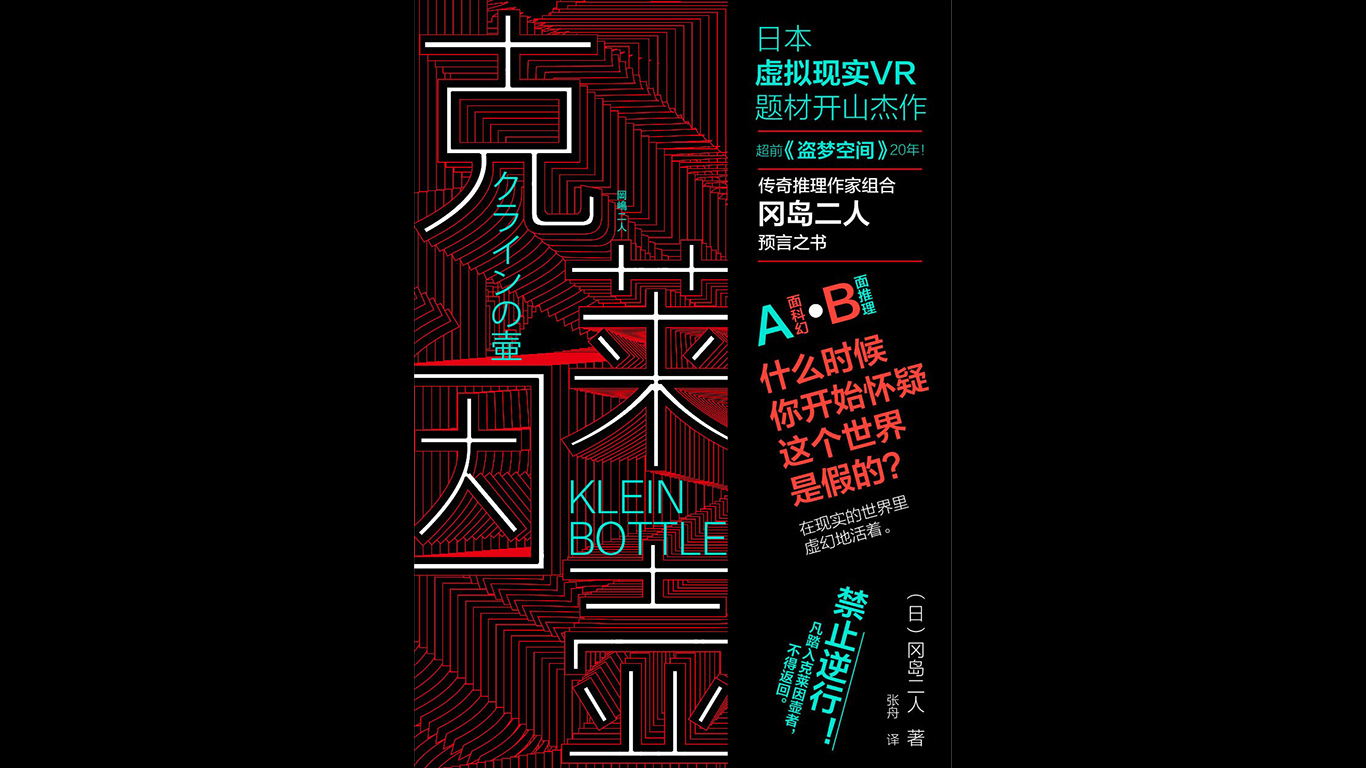 克莱因壶
クラインの壷
岡嶋二人
KLEIN
BOTTLE
日本
虚拟现实VR
题材开山杰作
超前《盗梦空间》20年!
传奇推理作家组合
冈岛二人
预言之书
A面科幻•B面推理
什么时候
你开始怀疑
这个世界
是假的?
在现实的世界里
虚幻地活着。
禁止逆行!
凡踏入克莱因壶者,
不得返回。
(日)冈岛二人 著
张舟 译